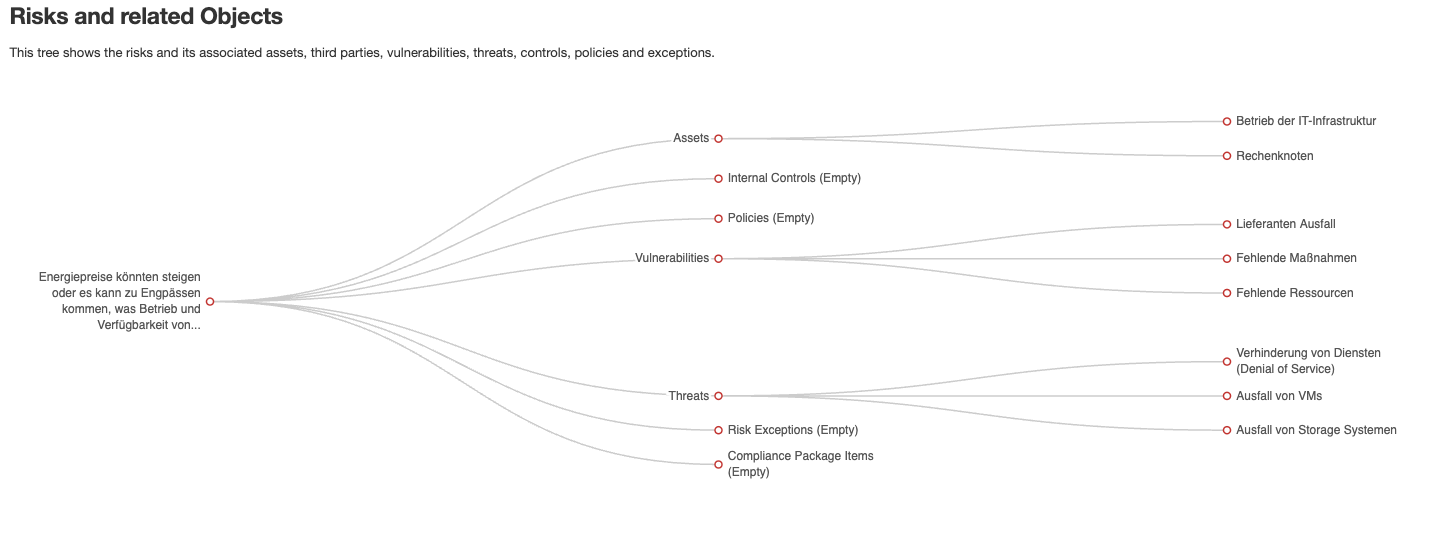 Risks and related Objects
This tree shows the risks and its associated assets, third parties, vulnerabilities, threats, controls, policies and exceptions.
Energiepreise könnten steigen
oder es kann zu Engpässen
kommen, was Betrieb und
Verfügbarkeit von...
Assets
Betrieb der IT-Infrastruktur
Rechenknoten
Internal Controls (Empty)
Policies (Empty)
Vulnerabilities
Lieferanten Ausfall
Fehlende Maßnahmen
Fehlende Ressourcen
Threats
Verhinderung von Diensten
(Denial of Service)
Ausfall von VMs
Ausfall von Storage Systemen
Risk Exceptions (Empty)
Compliance Package Items
(Empty)